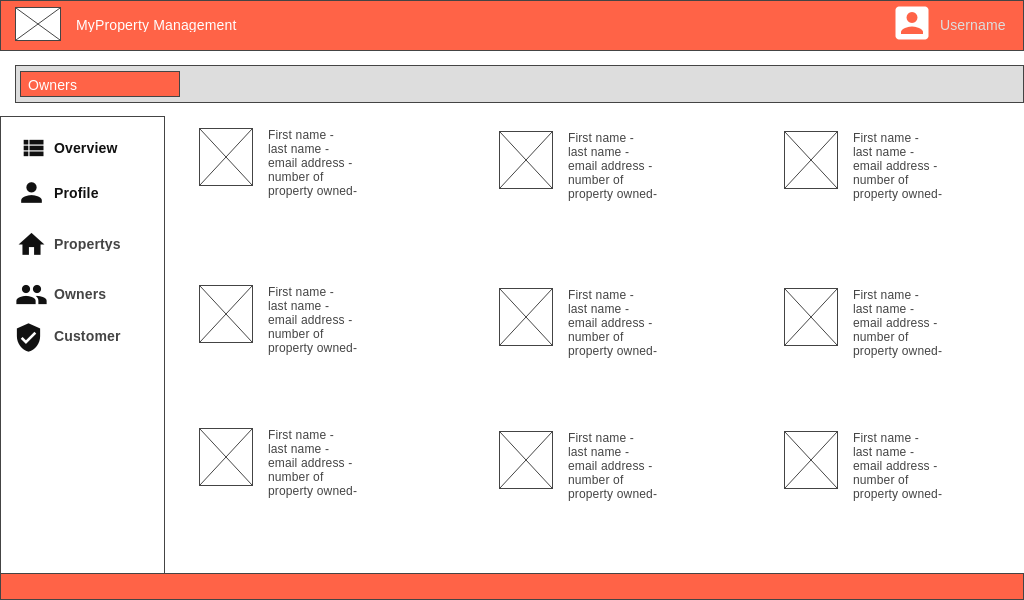 MyProperty Management
Username
Owners
Overview
Profile
Propertys
Owners
Customer
First name -
last name -
email address -
number of
property owned-
First name -
last name -
email address -
number of
property owned-
First name -
last name -
email address -
number of
property owned-
First name -
last name -
email address -
number of
property owned-
First name -
last name -
email address -
number of
property owned-
First name -
last name -
email address -
number of
property owned-
First name -
last name -
email address -
number of
property owned-
First name -
last name -
email address -
number of
property owned-
First name -
last name -
email address -
number of
property owned-